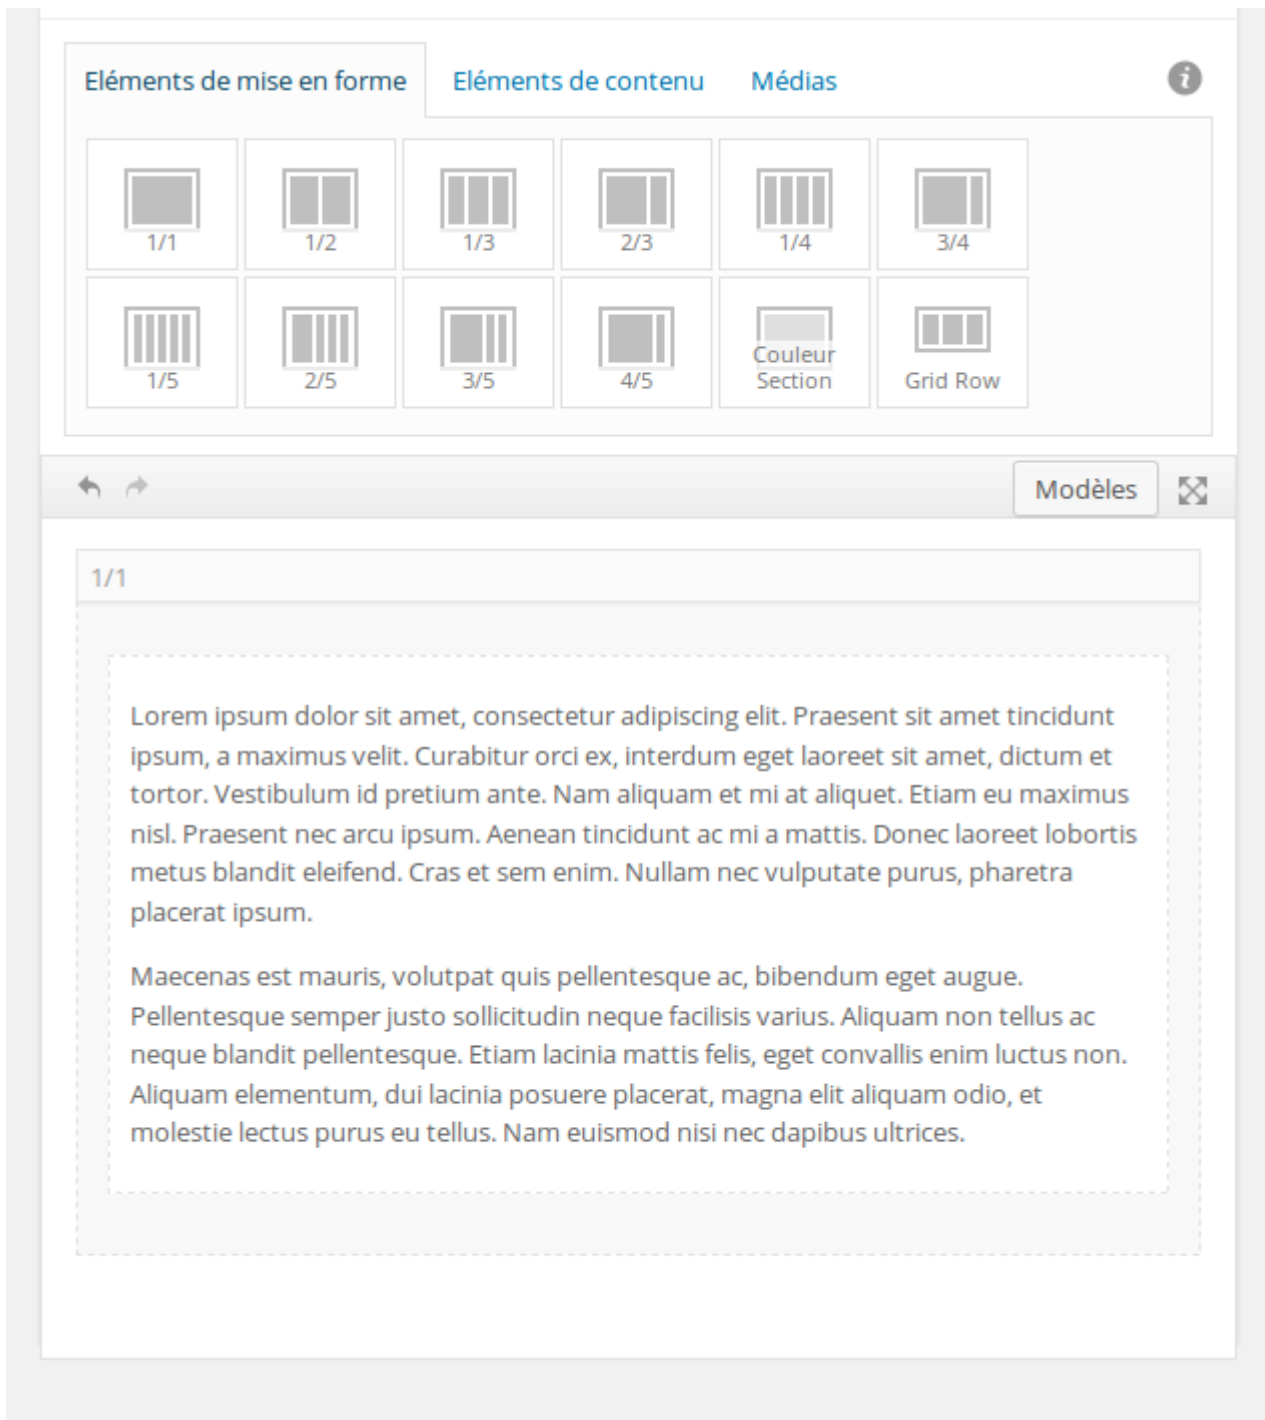 Eléments de mise en forme Eléments de contenu Médias
1/1 1/2 1/3 2/3 1/4 3/4
1/5 2/5 3/5 4/5 Couleur Section Grid Row
Modèles
1/1
Lorem ipsum dolor sit amet, consectetur adipiscing elit. Praesent sit amet tincidunt
ipsum, a maximus velit. Curabitur orci ex, interdum eget laoreet sit amet, dictum et
tortor. Vestibulum id pretium ante. Nam aliquam et mi at aliquet. Etiam eu maximus
nisl. Praesent nec arcu ipsum. Aenean tincidunt ac mi a mattis. Donec laoreet lobortis
metus blandit eleifend. Cras et sem enim. Nullam nec vulputate purus, pharetra
placerat ipsum.
Maecenas est mauris, volutpat quis pellentesque ac, bibendum eget augue.
Pellentesque semper justo sollicitudin neque facilisis varius. Aliquam non tellus ac
neque blandit pellentesque. Etiam lacinia mattis felis, eget convallis enim luctus non.
Aliquam elementum, dui lacinia posuere placerat, magna elit aliquam odio, et
molestie lectus purus eu tellus. Nam euismod nisi nec dapibus ultrices.